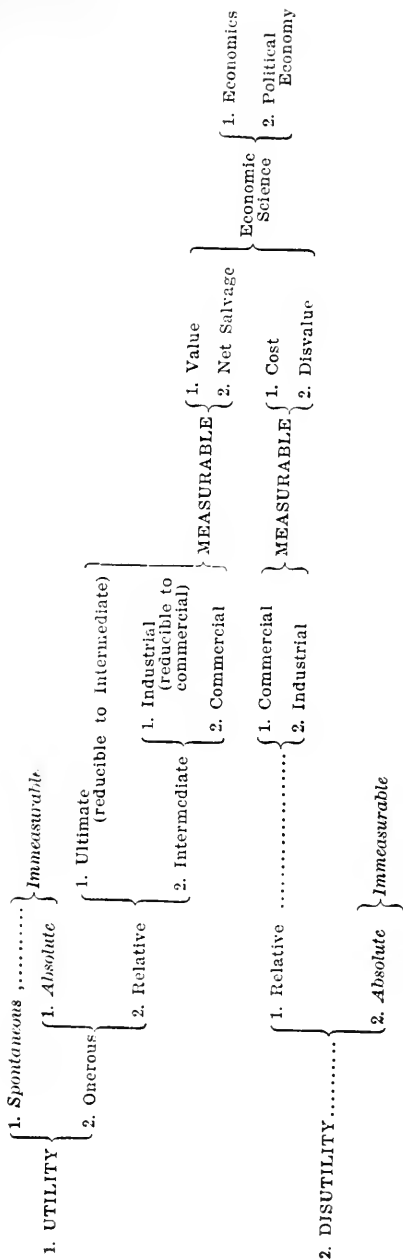 1. UTILITY
1. Spontaneous
2. Onerous
1. Absolute
Immeasurable
2. Relative
1. Ultimate
(reducible to Intermediate)
2. Intermediate
1. Industrial
(reducible to
commercial)
2. Commercial
MEASURABLE
1. Value
2. Net Salvage
2. DISUTILITY
1. Relative
2. Absolute
Immeasurable
1. Commercial
2. Industrial
MEASURABLE
1. Cost
2. Disvalue
Economic
Science
1. Economics
2. Political
Economy